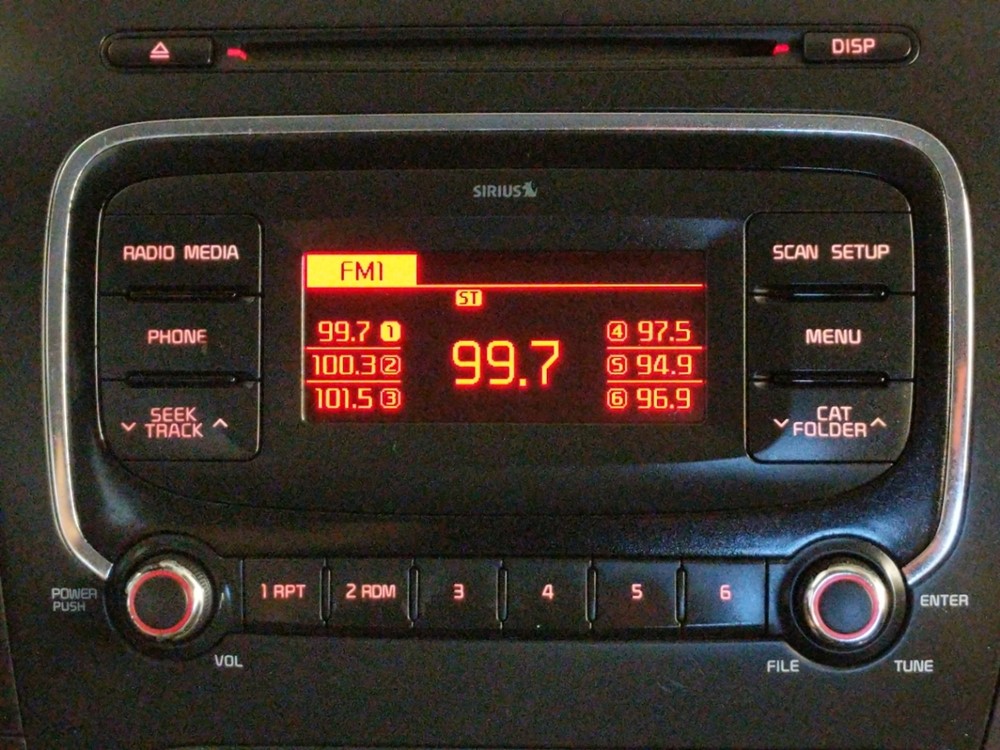 DISP
SIRIUS
RADIO MEDIA
SCAN SETUP
FM1
ST
PHONE
99.7 1
4 97.5
MENU
100.3 2
99.7
5 94.9
101.5 3
6 96.9
SEEK
TRACK
CAT
FOLDER
POWER
PUSH
1 RPT
2 RDM
3
4
5
6
ENTER
VOL
FILE
TUNE